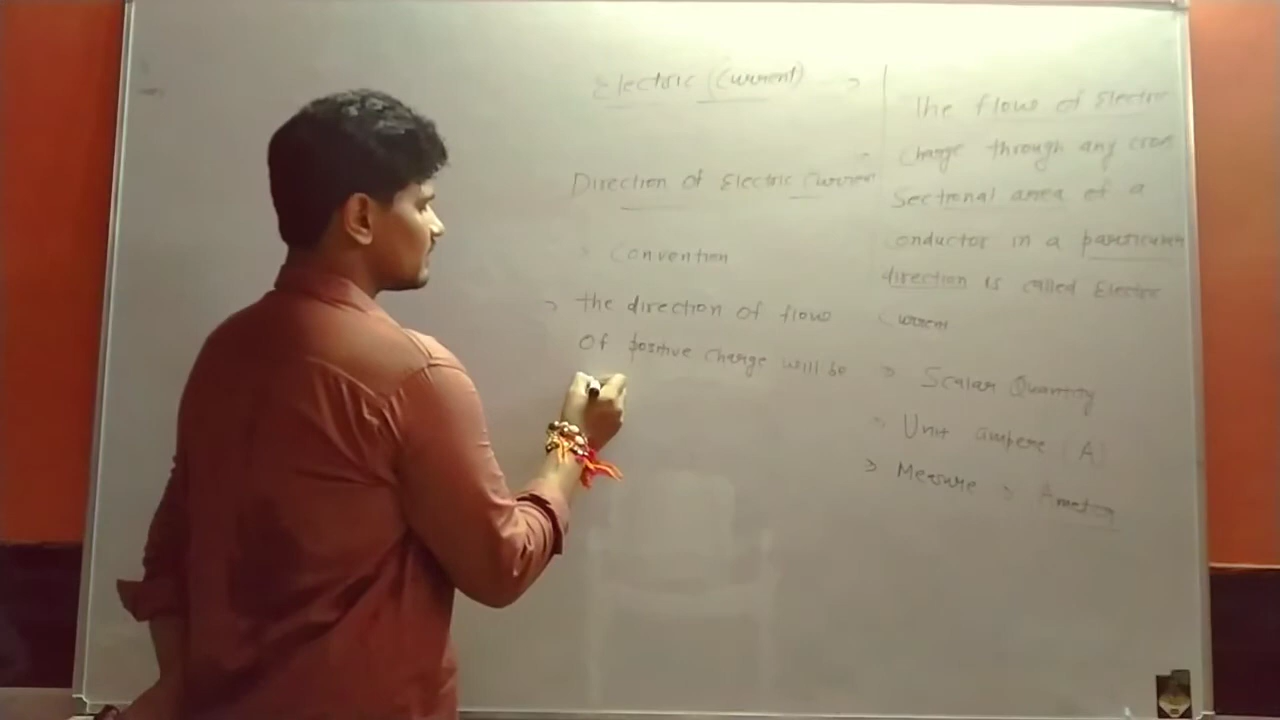 Electric (Current) →
Direction of Electric Current
→ Convention
→ the direction of flow
of positive charge will be
The flow of Electric
charge through any cross
Sectional area of a
conductor in a particular
direction is called Electric
Current
→ Scalar Quantity
→ Unit ampere (A)
→ Measure →